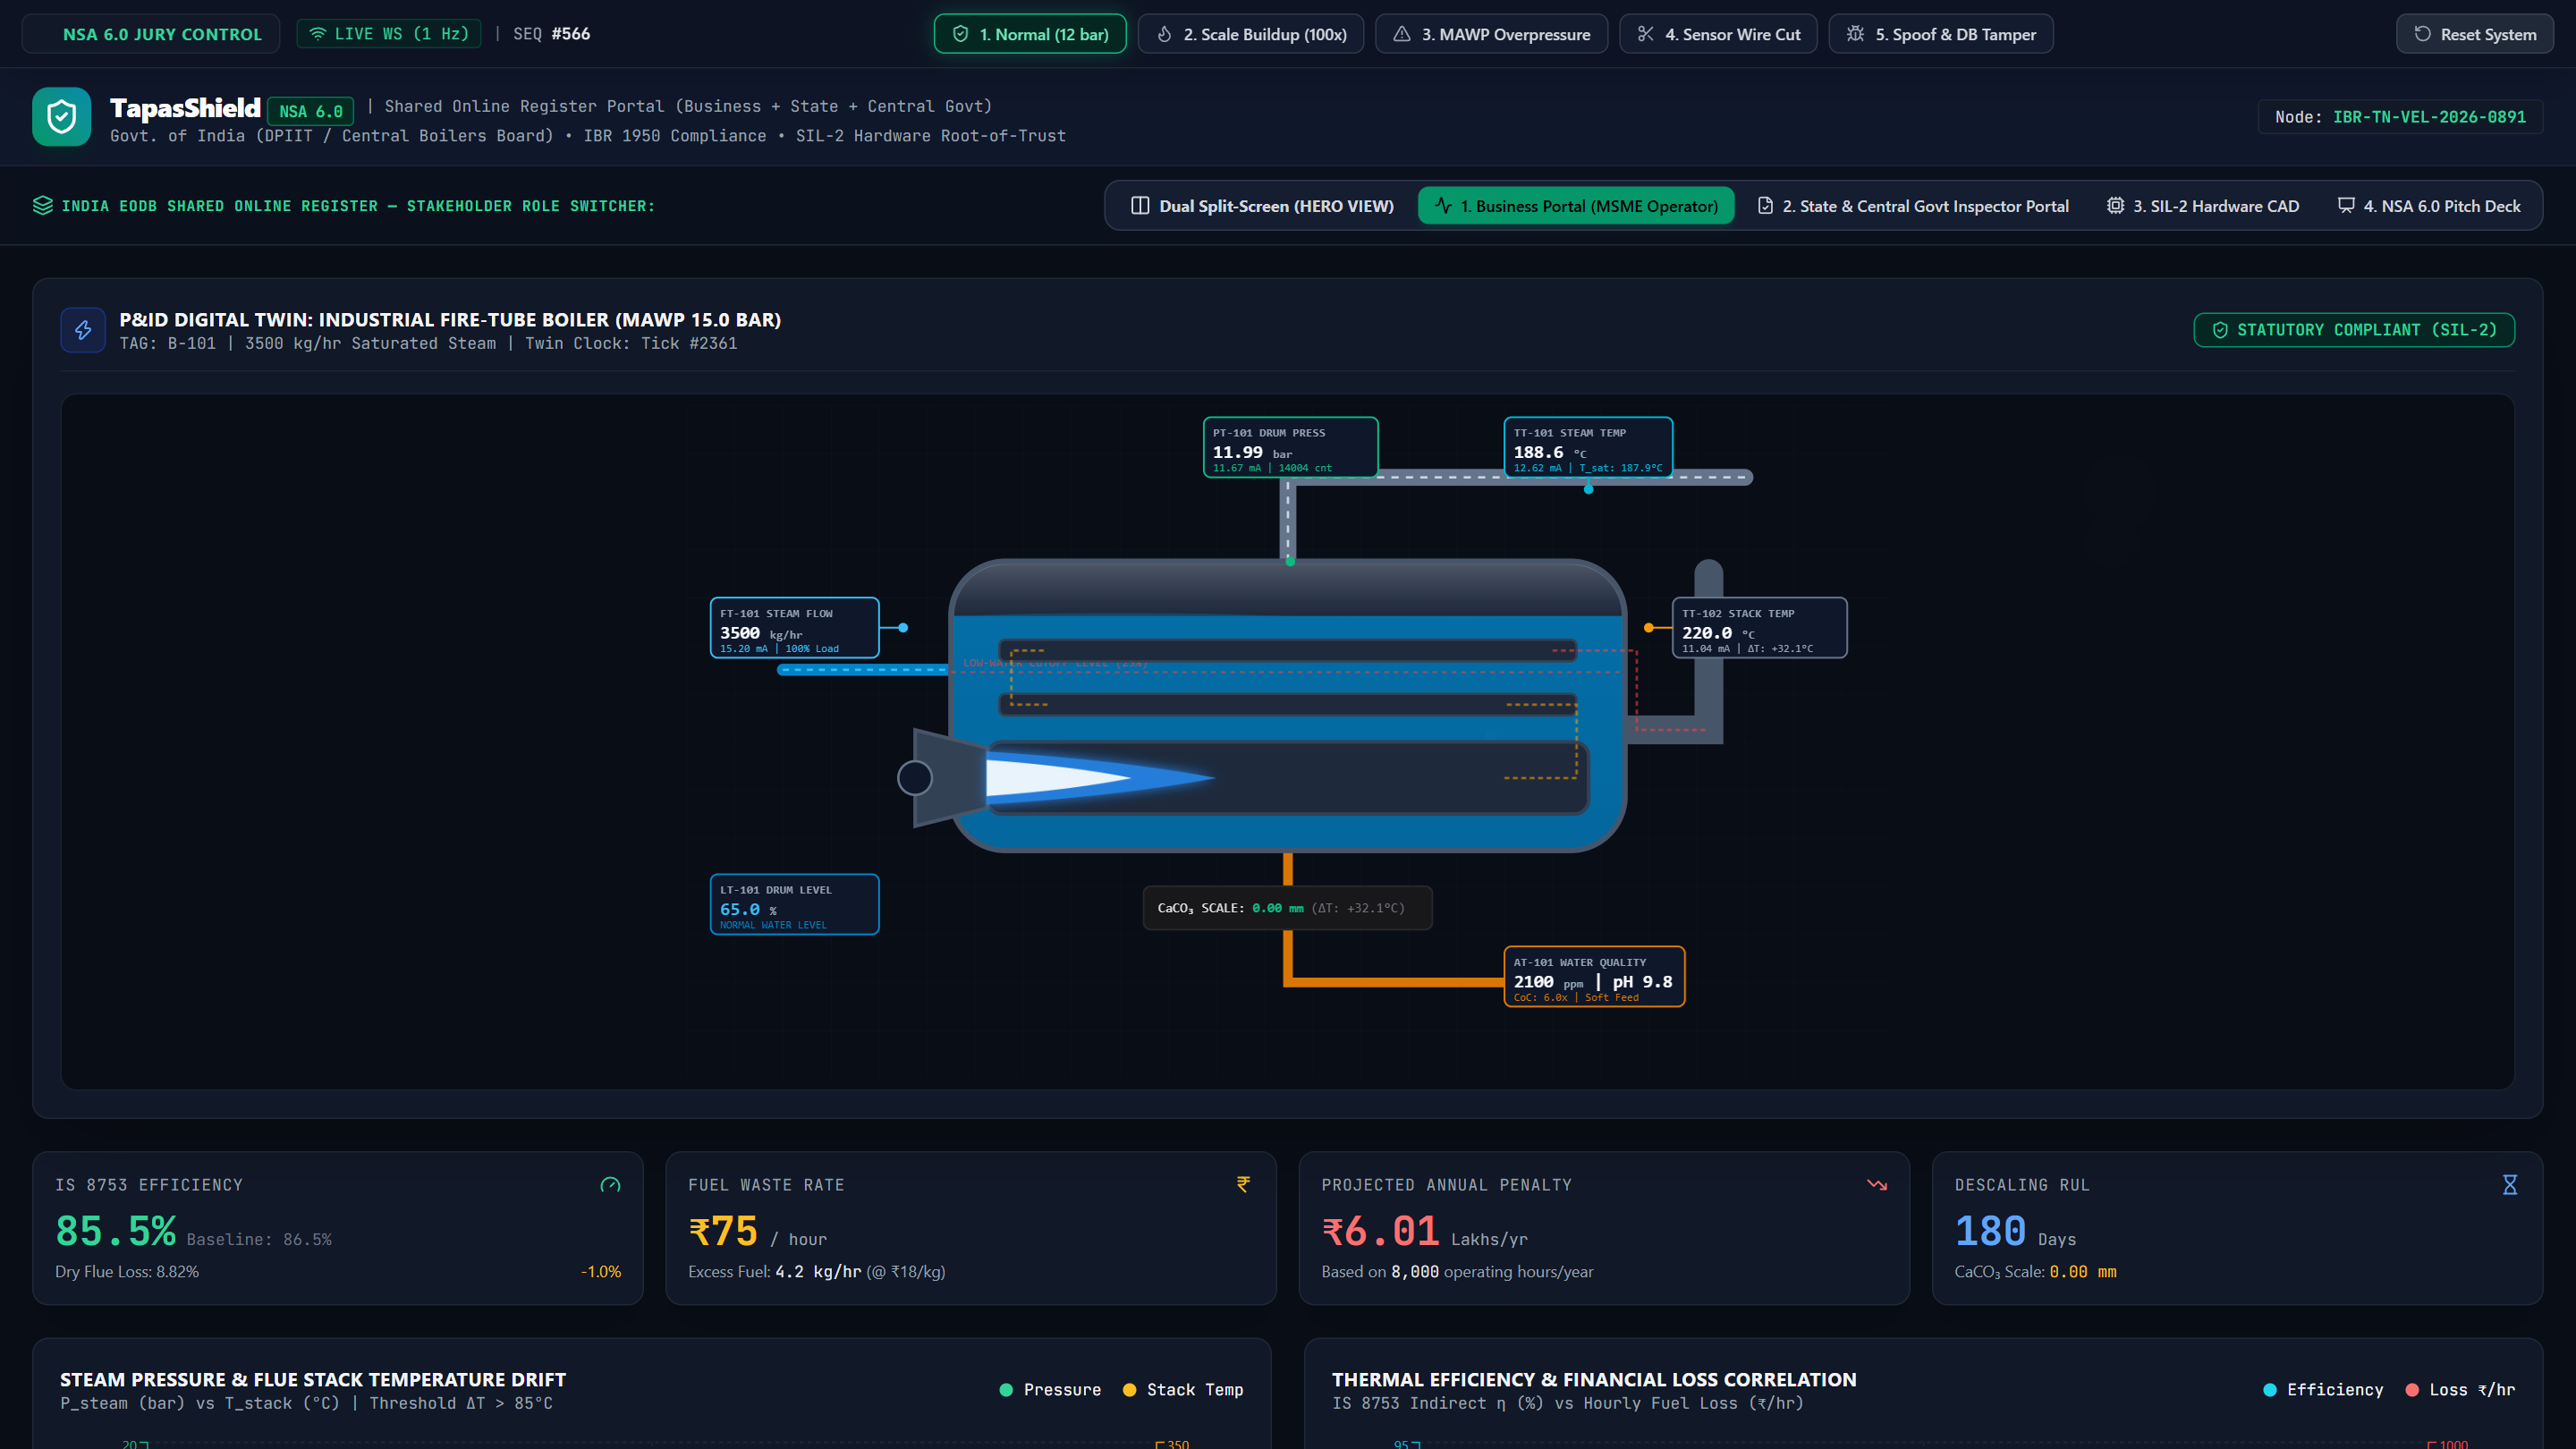 NSA 6.0 JURY CONTROL
LIVE WS (1 Hz) | SEQ #566
1. Normal (12 bar)
2. Scale Buildup (100x)
3. MAWP Overpressure
4. Sensor Wire Cut
5. Spoof & DB Tamper
Reset System
TapasShield NSA 6.0 | Shared Online Register Portal (Business + State + Central Govt)
Govt. of India (DPIIT / Central Boilers Board) • IBR 1950 Compliance • SIL-2 Hardware Root-of-Trust
Node: IBR-TN-VEL-2026-0891
INDIA EODB SHARED ONLINE REGISTER — STAKEHOLDER ROLE SWITCHER:
Dual Split-Screen (HERO VIEW)
1. Business Portal (MSME Operator)
2. State & Central Govt Inspector Portal
3. SIL-2 Hardware CAD
4. NSA 6.0 Pitch Deck
P&ID DIGITAL TWIN: INDUSTRIAL FIRE-TUBE BOILER (MAWP 15.0 BAR)
TAG: B-101 | 3500 kg/hr Saturated Steam | Twin Clock: Tick #2361
STATUTORY COMPLIANT (SIL-2)
PT-101 DRUM PRESS
11.99 bar
11.67 mA | 14004 cnt
TT-101 STEAM TEMP
188.6 °C
12.62 mA | T_sat: 187.9°C
FT-101 STEAM FLOW
3500 kg/hr
15.20 mA | 100% Load
TT-102 STACK TEMP
220.0 °C
11.04 mA | ΔT: +32.1°C
LOW-WATER CUTOFF LEVEL (25%)
LT-101 DRUM LEVEL
65.0 %
NORMAL WATER LEVEL
CaCO₃ SCALE: 0.00 mm (ΔT: +32.1°C)
AT-101 WATER QUALITY
2100 ppm | pH 9.8
CoC: 6.0x | Soft Feed
IS 8753 EFFICIENCY
85.5% Baseline: 86.5%
Dry Flue Loss: 8.82%
-1.0%
FUEL WASTE RATE
₹
₹75 / hour
Excess Fuel: 4.2 kg/hr (@ ₹18/kg)
PROJECTED ANNUAL PENALTY
₹6.01 Lakhs/yr
Based on 8,000 operating hours/year
DESCALING RUL
180 Days
CaCO₃ Scale: 0.00 mm
STEAM PRESSURE & FLUE STACK TEMPERATURE DRIFT
P_steam (bar) vs T_stack (°C) | Threshold ΔT > 85°C
Pressure
Stack Temp
20
350
THERMAL EFFICIENCY & FINANCIAL LOSS CORRELATION
IS 8753 Indirect η (%) vs Hourly Fuel Loss (₹/hr)
Efficiency
Loss ₹/hr
95
1000